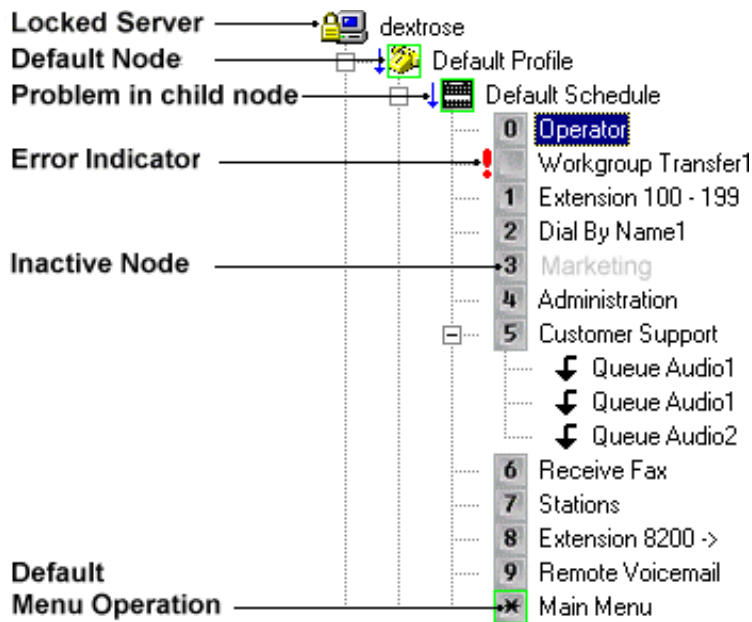 Locked Server dextrose
Default Node Default Profile
Problem in child node Default Schedule
0 Operator
Error Indicator Workgroup Transfer1
1 Extension 100 - 199
2 Dial By Name1
Inactive Node 3 Marketing
4 Administration
5 Customer Support
Queue Audio1
Queue Audio1
Queue Audio2
6 Receive Fax
7 Stations
8 Extension 8200 ->
Default 9 Remote Voicemail
Menu Operation * Main Menu